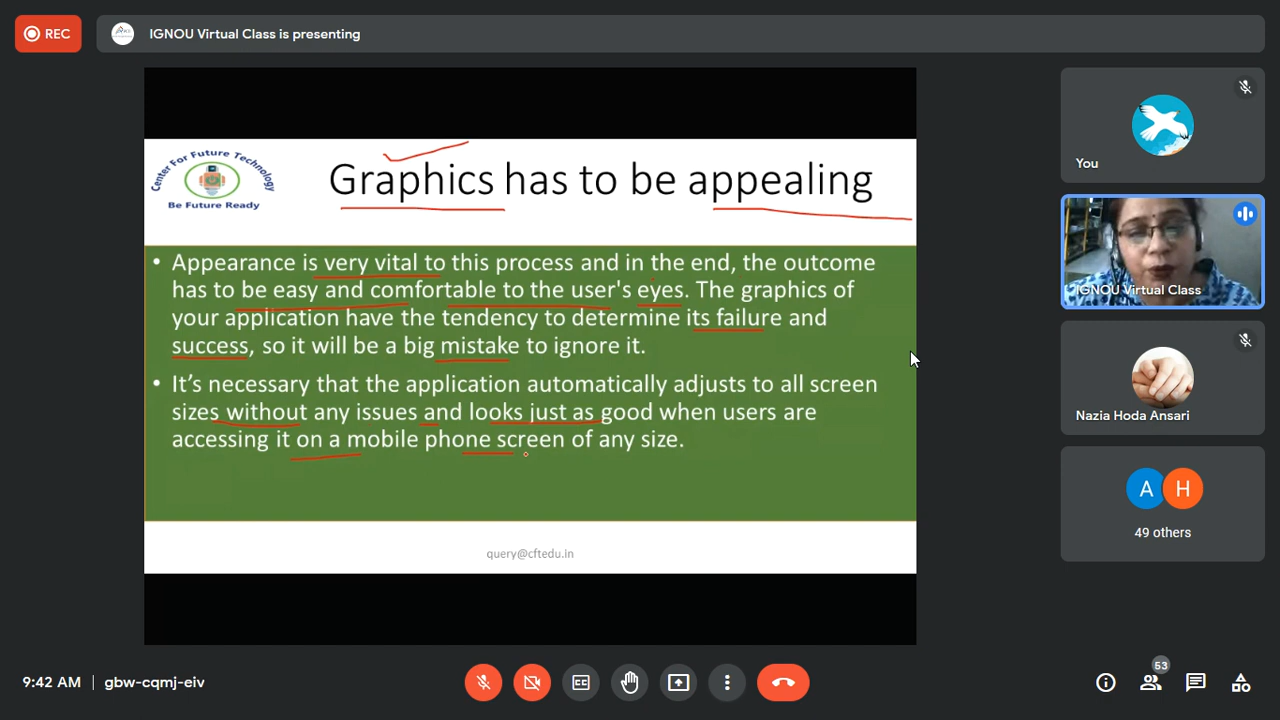 REC
IGNOU Virtual Class is presenting
Center For Future Technology
Be Future Ready
Graphics has to be appealing
• Appearance is very vital to this process and in the end, the outcome
has to be easy and comfortable to the user's eyes. The graphics of
your application have the tendency to determine its failure and
success, so it will be a big mistake to ignore it.
• It’s necessary that the application automatically adjusts to all screen
sizes without any issues and looks just as good when users are
accessing it on a mobile phone screen of any size.
query@cftedu.in
You
IGNOU Virtual Class
Nazia Hoda Ansari
A H
49 others
9:42 AM | gbw-cqmj-eiv
CC
53